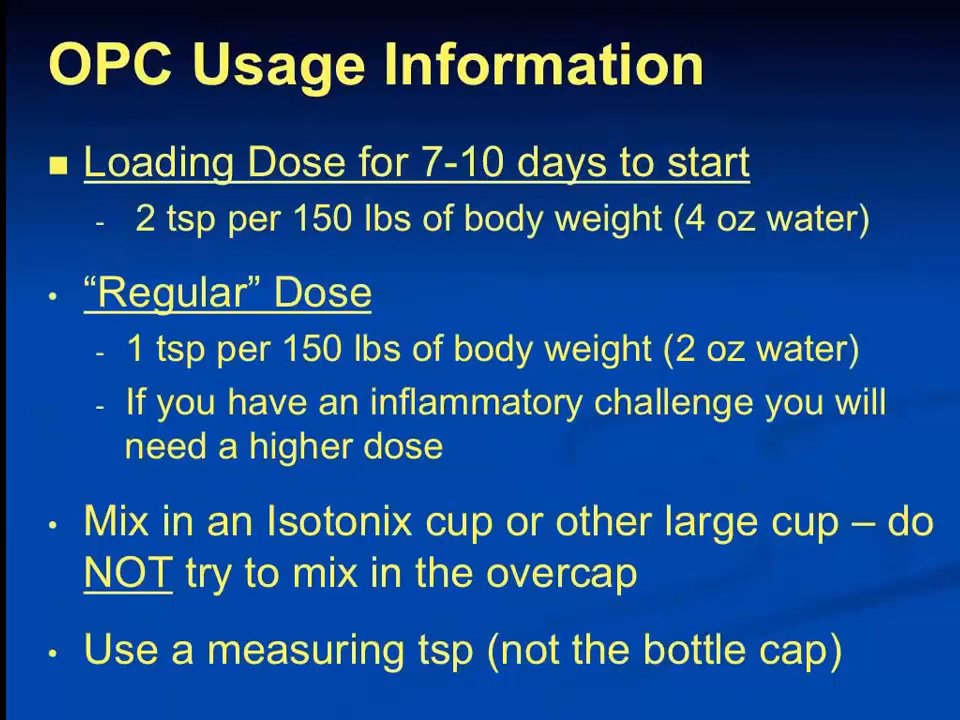 OPC Usage Information
■ Loading Dose for 7-10 days to start
- 2 tsp per 150 lbs of body weight (4 oz water)
• “Regular” Dose
- 1 tsp per 150 lbs of body weight (2 oz water)
- If you have an inflammatory challenge you will
need a higher dose
• Mix in an Isotonix cup or other large cup – do
NOT try to mix in the overcap
• Use a measuring tsp (not the bottle cap)